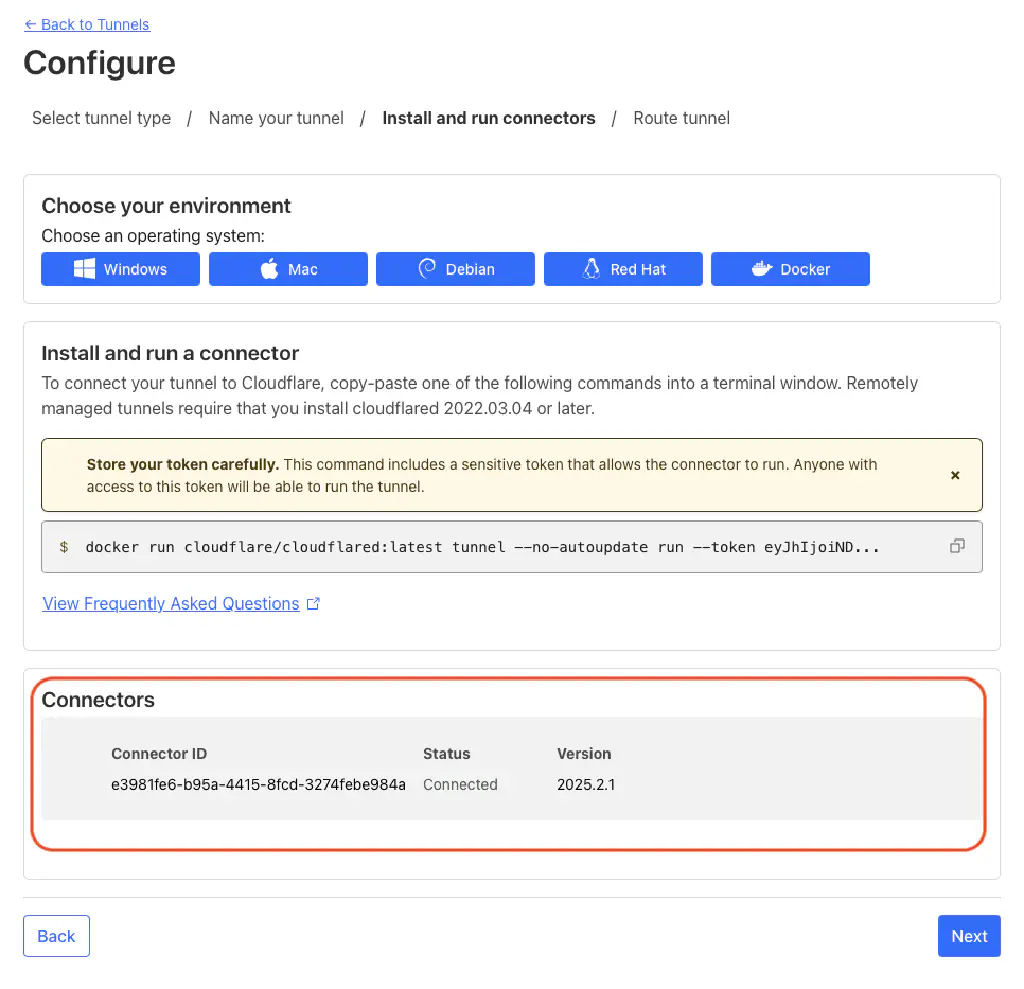 ← Back to Tunnels
Configure
Select tunnel type / Name your tunnel / Install and run connectors / Route tunnel
Choose your environment
Choose an operating system:
Windows Mac Debian Red Hat Docker
Install and run a connector
To connect your tunnel to Cloudflare, copy-paste one of the following commands into a terminal window. Remotely
managed tunnels require that you install cloudflared 2022.03.04 or later.
Store your token carefully. This command includes a sensitive token that allows the connector to run. Anyone with
access to this token will be able to run the tunnel.
$ docker run cloudflare/cloudflared:latest tunnel --no-autoupdate run --token eyJhIjoiND...
View Frequently Asked Questions
Connectors
Connector ID Status Version
e3981fe6-b95a-4415-8fcd-3274febe984a Connected 2025.2.1
Back Next